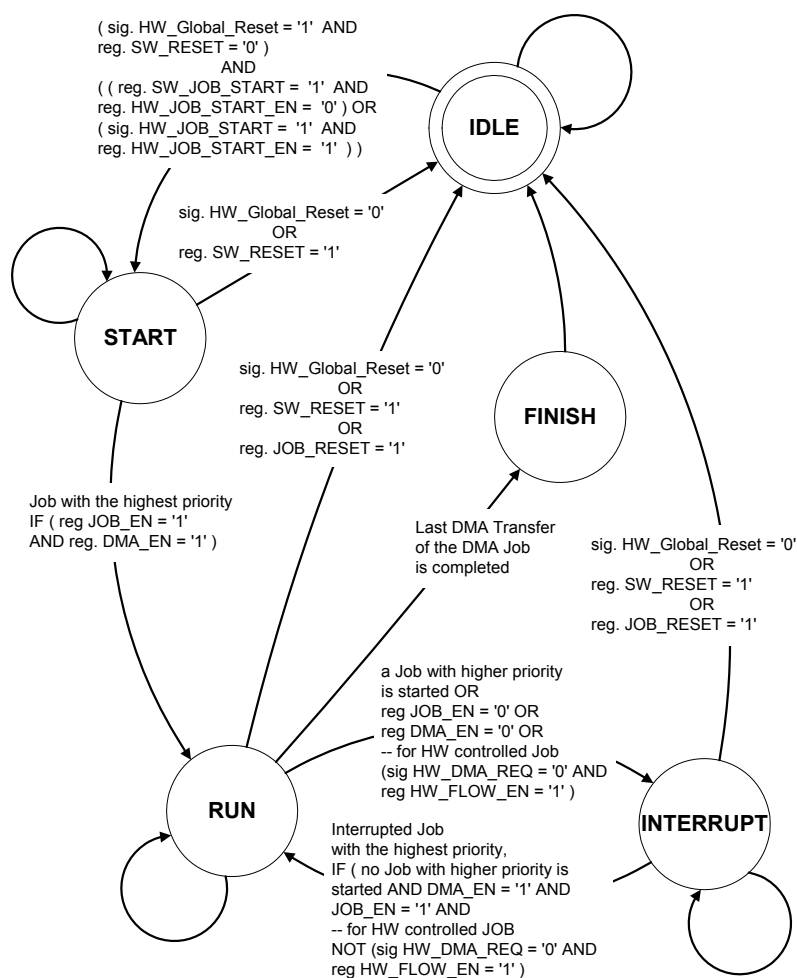 ( sig. HW_Global_Reset = '1' AND
reg. SW_RESET = '0' )
AND
( ( reg. SW_JOB_START = '1' AND
reg. HW_JOB_START_EN = '0' ) OR
( sig. HW_JOB_START = '1' AND
reg. HW_JOB_START_EN = '1' ) )
IDLE
sig. HW_Global_Reset = '0'
OR
reg. SW_RESET = '1'
START
sig. HW_Global_Reset = '0'
OR
reg. SW_RESET = '1'
OR
reg. JOB_RESET = '1'
FINISH
Job with the highest priority
IF ( reg JOB_EN = '1'
AND reg. DMA_EN = '1' )
Last DMA Transfer
of the DMA Job
is completed
sig. HW_Global_Reset = '0'
OR
reg. SW_RESET = '1'
OR
reg. JOB_RESET = '1'
a Job with higher priority
is started OR
reg JOB_EN = '0' OR
reg DMA_EN = '0' OR
-- for HW controlled Job
(sig HW_DMA_REQ = '0' AND
reg HW_FLOW_EN = '1' )
RUN
INTERRUPT
Interrupted Job
with the highest priority,
IF ( no Job with higher priority is
started AND DMA_EN = '1' AND
JOB_EN = '1' AND
-- for HW controlled JOB
NOT (sig HW_DMA_REQ = '0' AND
reg HW_FLOW_EN = '1' )